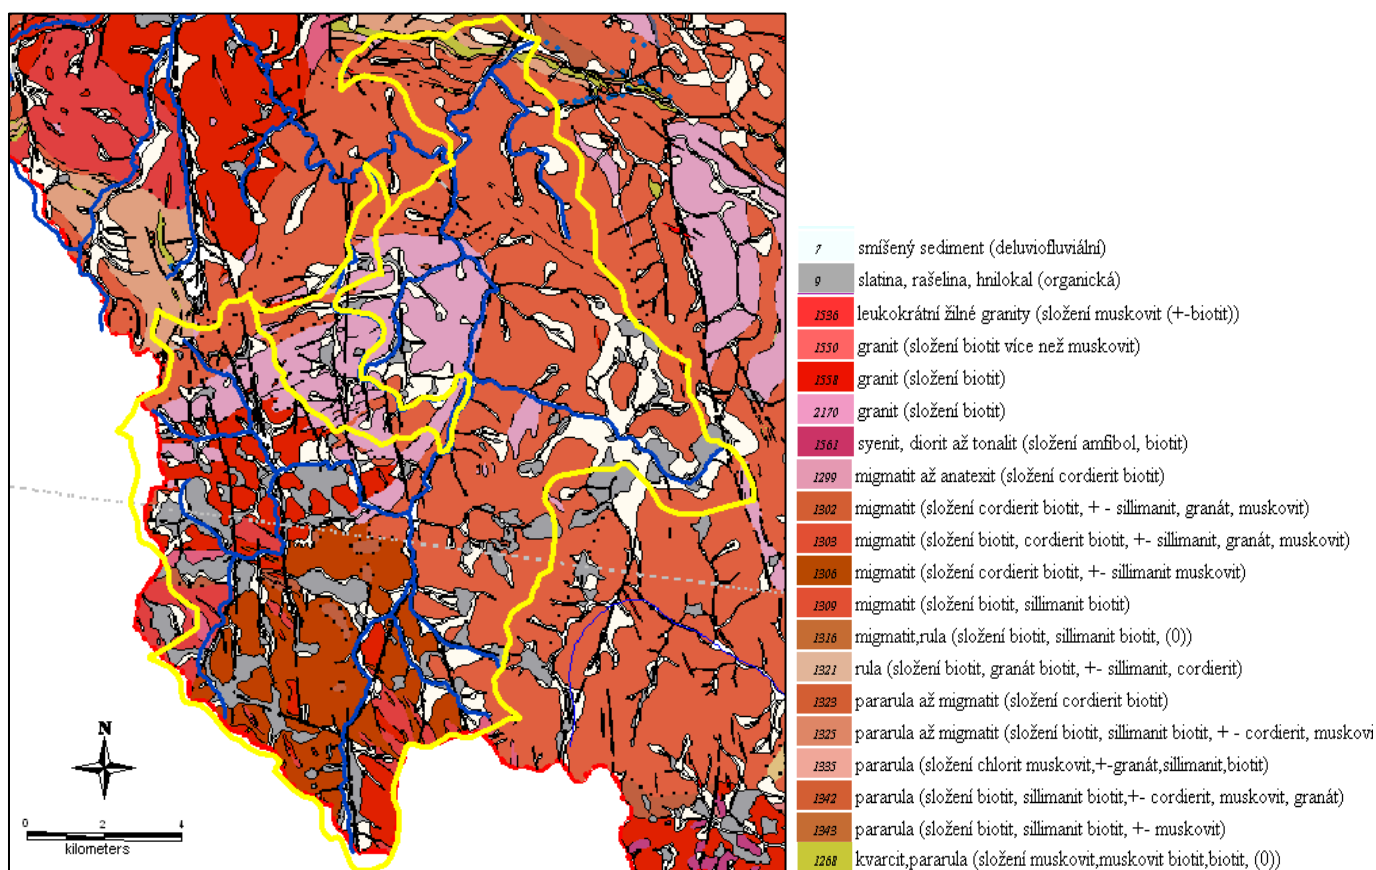 7 smíšený sediment (deluviofluviální)
9 slatina, rašelina, hnilokal (organická)
1536 leukokrátní žilné granity (složení muskovit (+-biotit))
1550 granit (složení biotit více než muskovit)
1558 granit (složení biotit)
2170 granit (složení biotit)
1561 syenit, diorit až tonalit (složení amfibol, biotit)
1299 migmatit až anatexit (složení cordierit biotit)
1302 migmatit (složení cordierit biotit, + - sillimanit, granát, muskovit)
1303 migmatit (složení biotit, cordierit biotit, +- sillimanit, granát, muskovit)
1306 migmatit (složení cordierit biotit, +- sillimanit muskovit)
1309 migmatit (složení biotit, sillimanit biotit)
1316 migmatit,rula (složení biotit, sillimanit biotit, (0))
1321 rula (složení biotit, granát biotit, +- sillimanit, cordierit)
1323 pararula až migmatit (složení cordierit biotit)
1325 pararula až migmatit (složení biotit, sillimanit biotit, + - cordierit, muskovi
1335 pararula (složení chlorit muskovit,+-granát,sillimanit,biotit)
1342 pararula (složení biotit, sillimanit biotit,+- cordierit, muskovit, granát)
1343 pararula (složení biotit, sillimanit biotit, +- muskovit)
1268 kvarcit,pararula (složení muskovit,muskovit biotit,biotit, (0))
N
0 2 4
kilometers